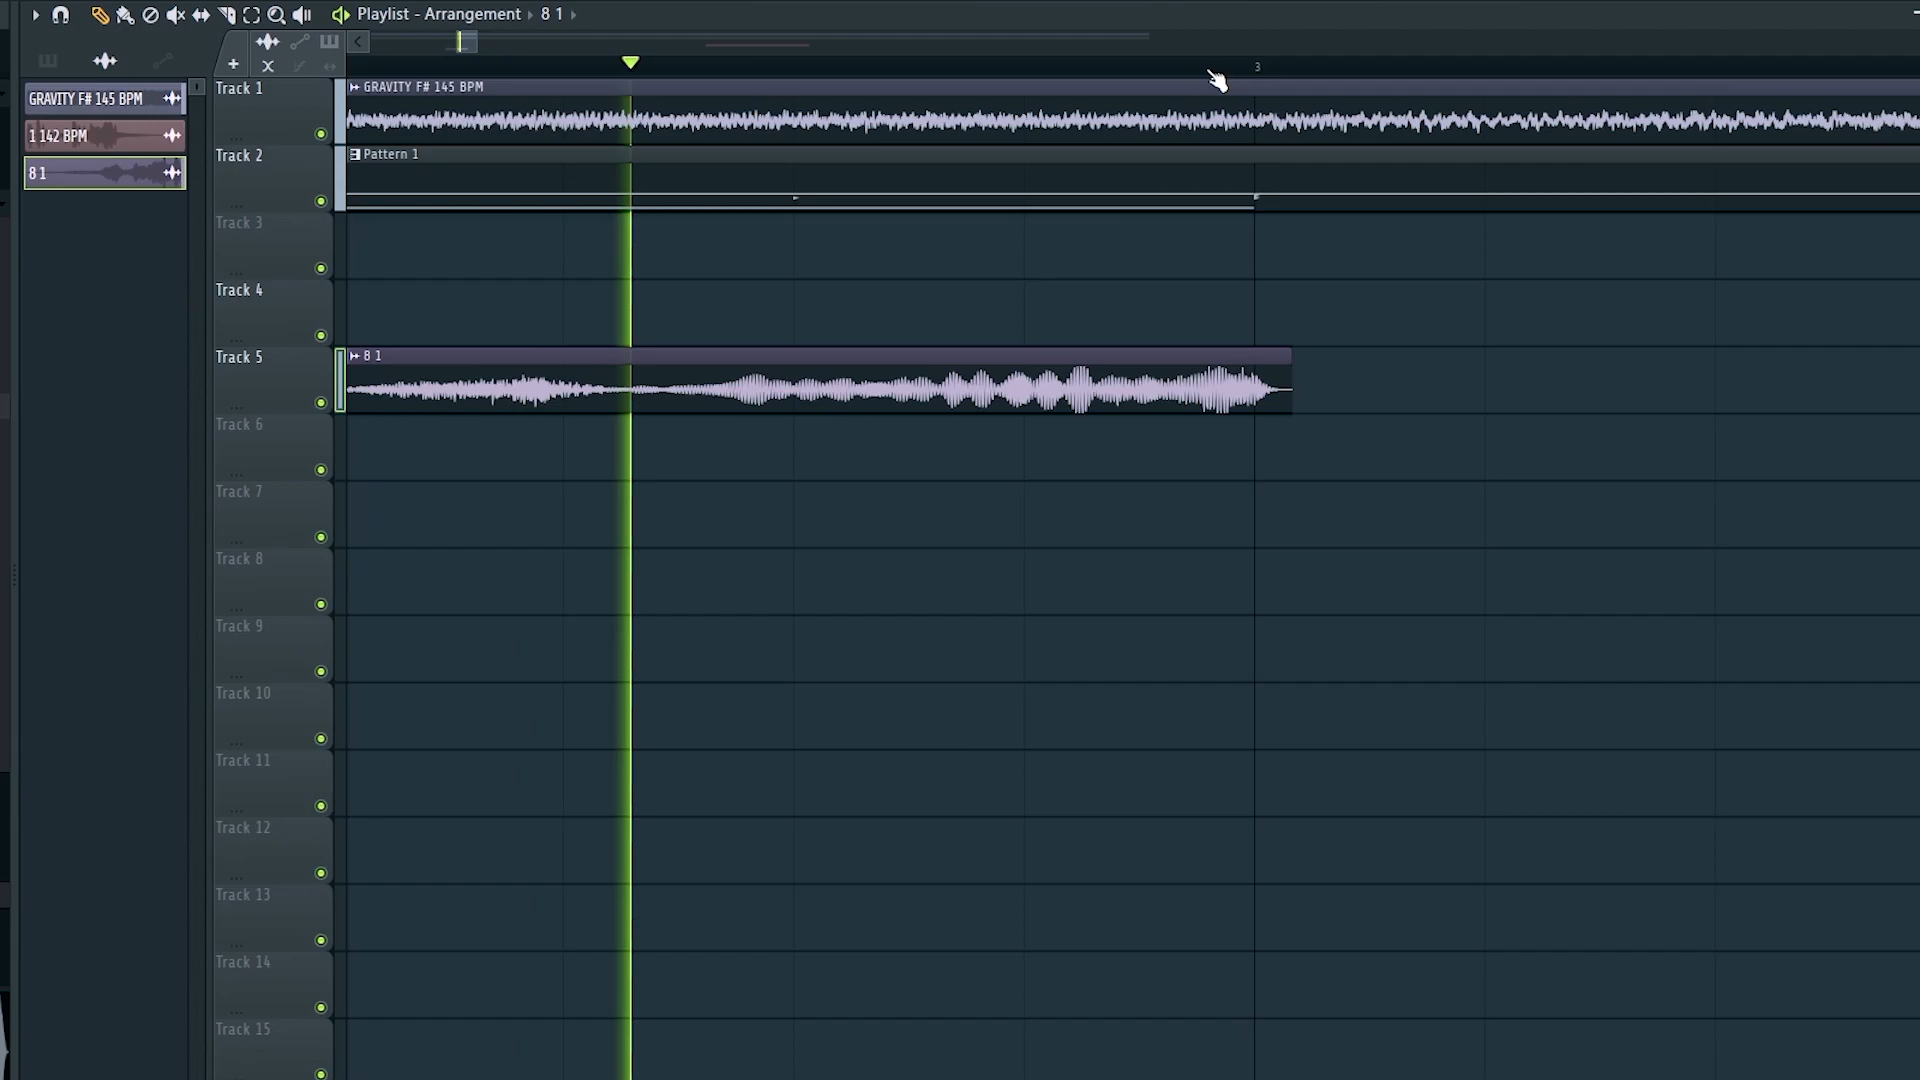 Playlist - Arrangement › 8 1 ›
3
GRAVITY F# 145 BPM
1 142 BPM
8 1
Track 1
GRAVITY F# 145 BPM
Track 2
Pattern 1
Track 3
Track 4
Track 5
8 1
Track 6
Track 7
Track 8
Track 9
Track 10
Track 11
Track 12
Track 13
Track 14
Track 15